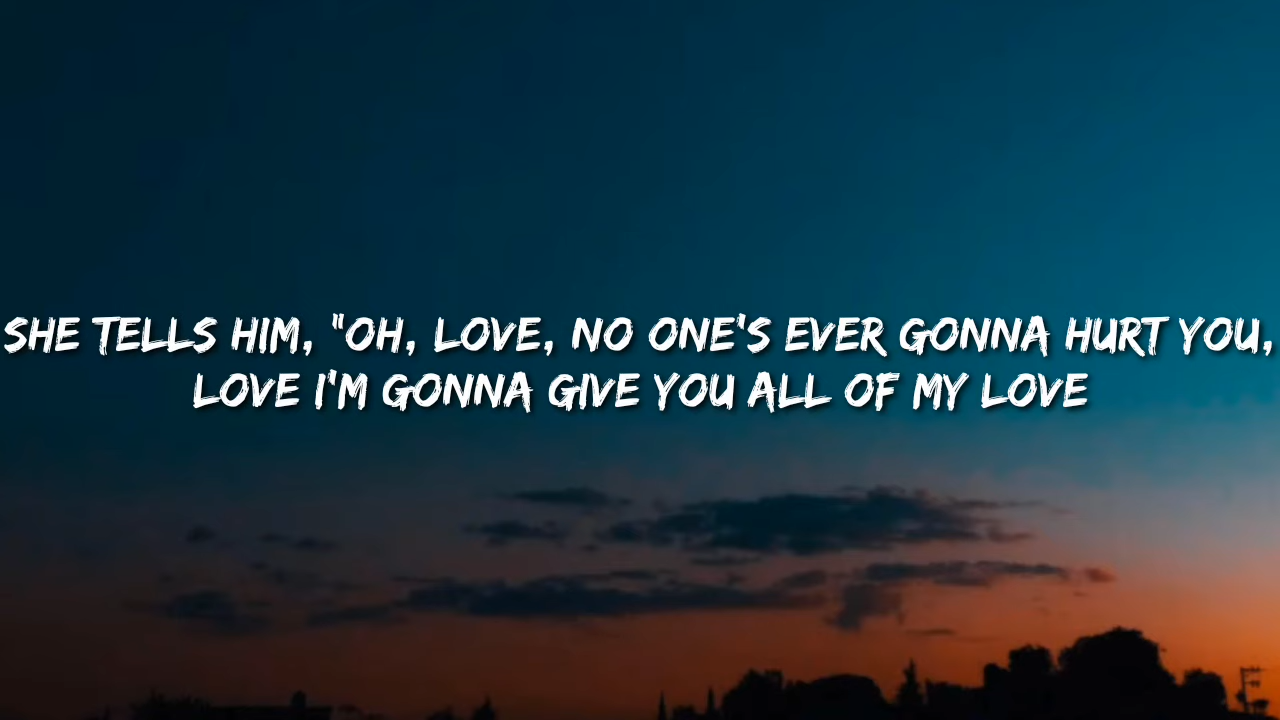 SHE TELLS HIM, "OH, LOVE, NO ONE'S EVER GONNA HURT YOU,
LOVE I'M GONNA GIVE YOU ALL OF MY LOVE